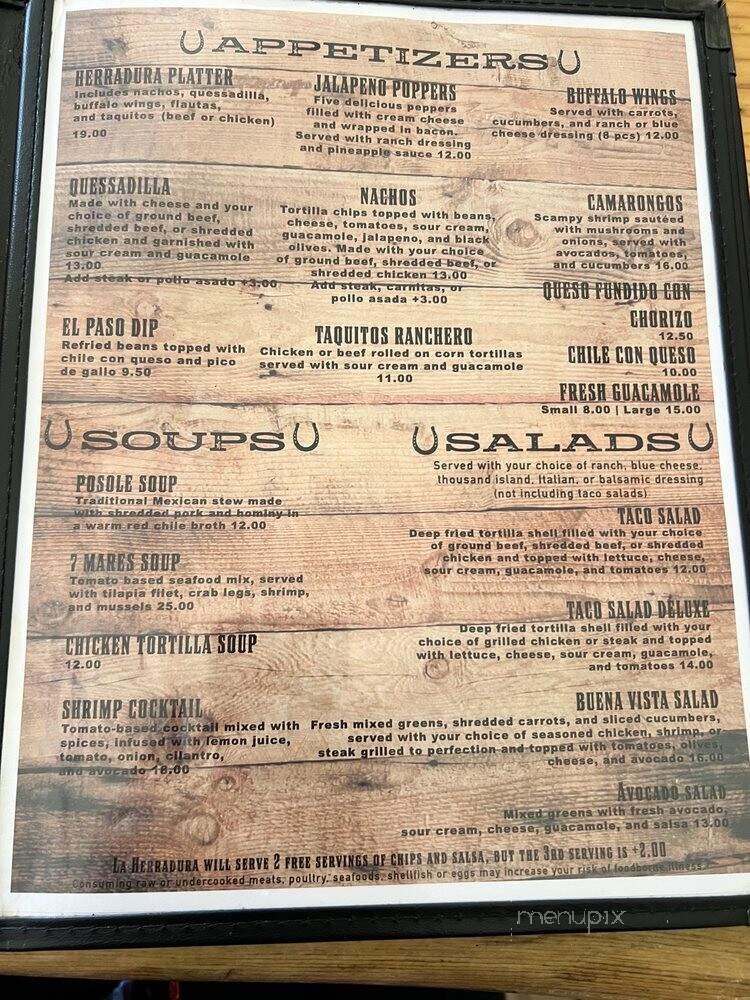 APPETIZERS
HERRADURA PLATTER
Includes nachos, quessadilla,
buffalo wings, flautas,
and taquitos (beef or chicken)
19.00
JALAPENO POPPERS
Five delicious peppers
filled with cream cheese
and wrapped in bacon.
Served with ranch dressing
and pineapple sauce 12.00
BUFFALO WINGS
Served with carrots,
cucumbers, and ranch or blue
cheese dressing (8 pcs) 12.00
QUESSADILLA
Made with cheese and your
choice of ground beef,
shredded beef, or shredded
chicken and garnished with
sour cream and guacamole
13.00
Add steak or pollo asado +3.00
NACHOS
Tortilla chips topped with beans,
cheese, tomatoes, sour cream,
guacamole, jalapeno, and black
olives. Made with your choice
of ground beef, shredded beef, or
shredded chicken 13.00
Add steak, carnitas, or
pollo asada +3.00
CAMARONGOS
Scampy shrimp sautéed
with mushrooms and
onions, served with
avocados, tomatoes,
and cucumbers 16.00
QUESO FUNDIDO CON
CHORIZO
12.50
CHILE CON QUESO
10.00
FRESH GUACAMOLE
Small 8.00 | Large 15.00
EL PASO DIP
Refried beans topped with
chile con queso and pico
de gallo 9.50
TAQUITOS RANCHERO
Chicken or beef rolled on corn tortillas
served with sour cream and guacamole
11.00
SOUPS
POSOLE SOUP
Traditional Mexican stew made
with shredded pork and hominy in
a warm red chile broth 12.00
7 MARES SOUP
Tomato based seafood mix, served
with tilapia filet, crab legs, shrimp,
and mussels 25.00
CHICKEN TORTILLA SOUP
12.00
SHRIMP COCKTAIL
Tomato-based cocktail mixed with
spices, infused with lemon juice,
tomato, onion, cilantro,
and avocado 18.00
SALADS
Served with your choice of ranch, blue cheese,
thousand island, Italian, or balsamic dressing
(not including taco salads)
TACO SALAD
Deep fried tortilla shell filled with your choice
of ground beef, shredded beef, or shredded
chicken and topped with lettuce, cheese,
sour cream, guacamole, and tomatoes 12.00
TACO SALAD DELUXE
Deep fried tortilla shell filled with your
choice of grilled chicken or steak and topped
with lettuce, cheese, sour cream, guacamole,
and tomatoes 14.00
BUENA VISTA SALAD
Fresh mixed greens, shredded carrots, and sliced cucumbers,
served with your choice of seasoned chicken, shrimp, or
steak grilled to perfection and topped with tomatoes, olives,
cheese, and avocado 16.00
AVOCADO SALAD
Mixed greens with fresh avocado,
sour cream, cheese, guacamole, and salsa 13.00
LA HERRADURA WILL SERVE 2 FREE SERVINGS OF CHIPS AND SALSA, BUT THE 3RD SERVING IS +2.00
Consuming raw or undercooked meats, poultry, seafoods, shellfish or eggs may increase your risk of foodborne illness
menupix